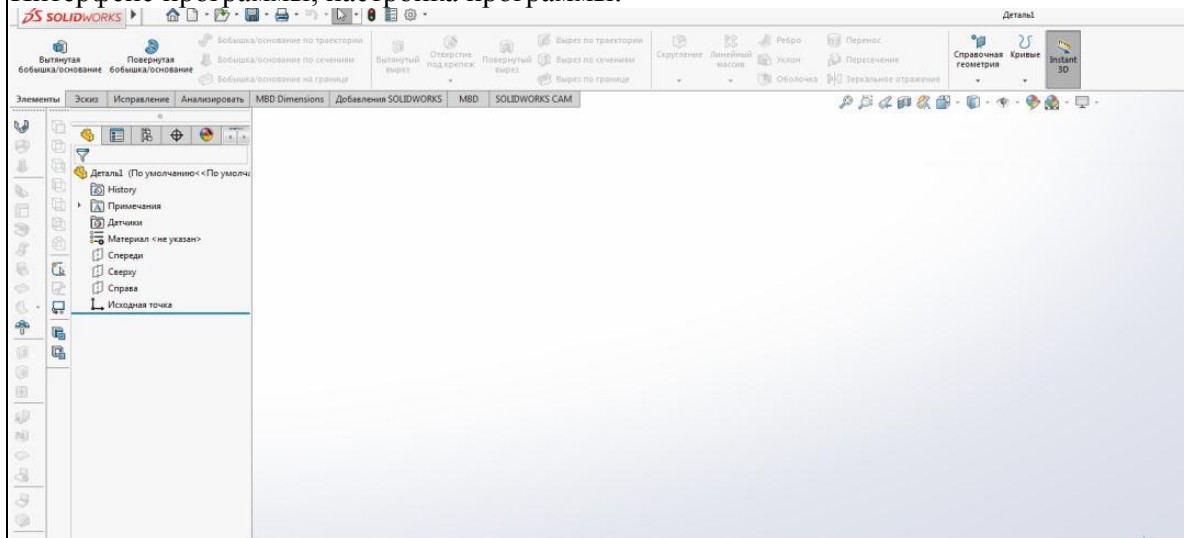 Интерфейс программы, настройка программы.
SOLIDWORKS
Деталь1
Вытянутая бобышка/основание
Повернутая бобышка/основание
Бобышка/основание по траектории
Бобышка/основание по сечениям
Бобышка/основание на границе
Вытянутый вырез
Отверстие под крепеж
Повернутый вырез
Вырез по траектории
Вырез по сечениям
Вырез по границе
Скругление
Линейный массив
Ребро
Уклон
Оболочка
Перенос
Пересечение
Зеркальное отражение
Справочная геометрия
Кривые
Instant 3D
Элементы Эскиз Исправление Анализировать MBD Dimensions Добавления SOLIDWORKS MBD SOLIDWORKS CAM
Деталь1 (По умолчанию<<По умолча
History
Примечания
Датчики
Материал <не указан>
Спереди
Сверху
Справа
Исходная точка